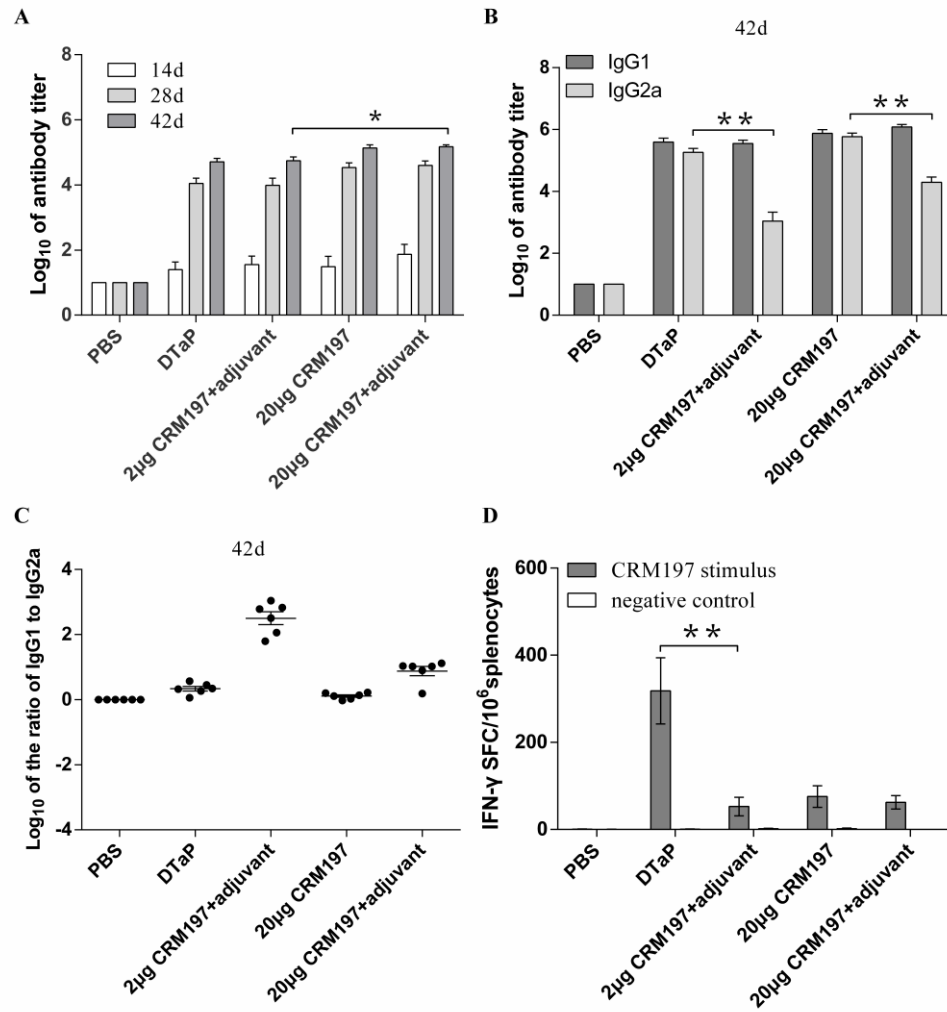 A
Log10 of antibody titer
8
6
4
2
0
14d
28d
42d
*
PBS
DTaP
2μg CRM197+adjuvant
20μg CRM197
20μg CRM197+adjuvant
B
42d
Log10 of antibody titer
8
6
4
2
0
IgG1
IgG2a
**
**
PBS
DTaP
2μg CRM197+adjuvant
20μg CRM197
20μg CRM197+adjuvant
C
42d
Log10 of the ratio of IgG1 to IgG2a
4
2
0
-2
-4
PBS
DTaP
2μg CRM197+adjuvant
20μg CRM197
20μg CRM197+adjuvant
D
IFN-γ SFC/10⁶ splenocytes
600
400
200
0
CRM197 stimulus
negative control
**
PBS
DTaP
2μg CRM197+adjuvant
20μg CRM197
20μg CRM197+adjuvant